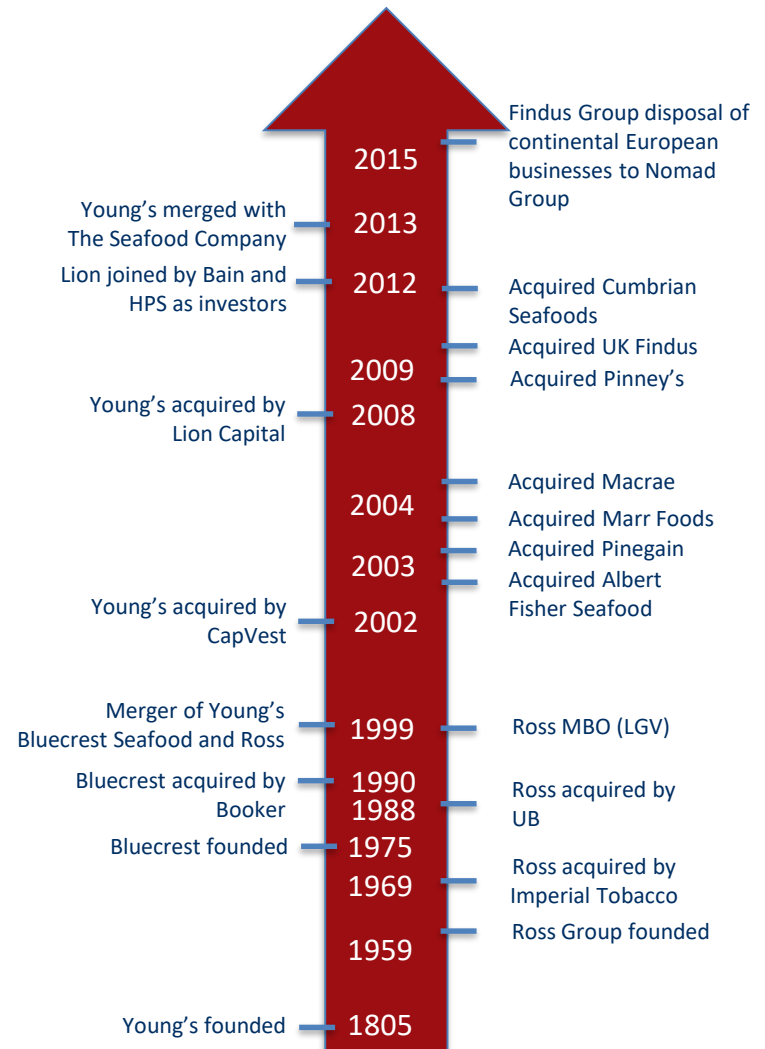 Findus Group disposal of
continental European
businesses to Nomad
Group
2015
Young's merged with
The Seafood Company
2013
Lion joined by Bain and
HPS as investors
2012
Acquired Cumbrian
Seafoods
Acquired UK Findus
2009
Acquired Pinney's
Young's acquired by
Lion Capital
2008
Acquired Macrae
2004
Acquired Marr Foods
Acquired Pinegain
2003
Acquired Albert
Fisher Seafood
Young's acquired by
CapVest
2002
Merger of Young's
Bluecrest Seafood and Ross
1999
Ross MBO (LGV)
Bluecrest acquired by
Booker
1990
1988
Ross acquired by
UB
Bluecrest founded
1975
1969
Ross acquired by
Imperial Tobacco
Ross Group founded
1959
Young's founded
1805